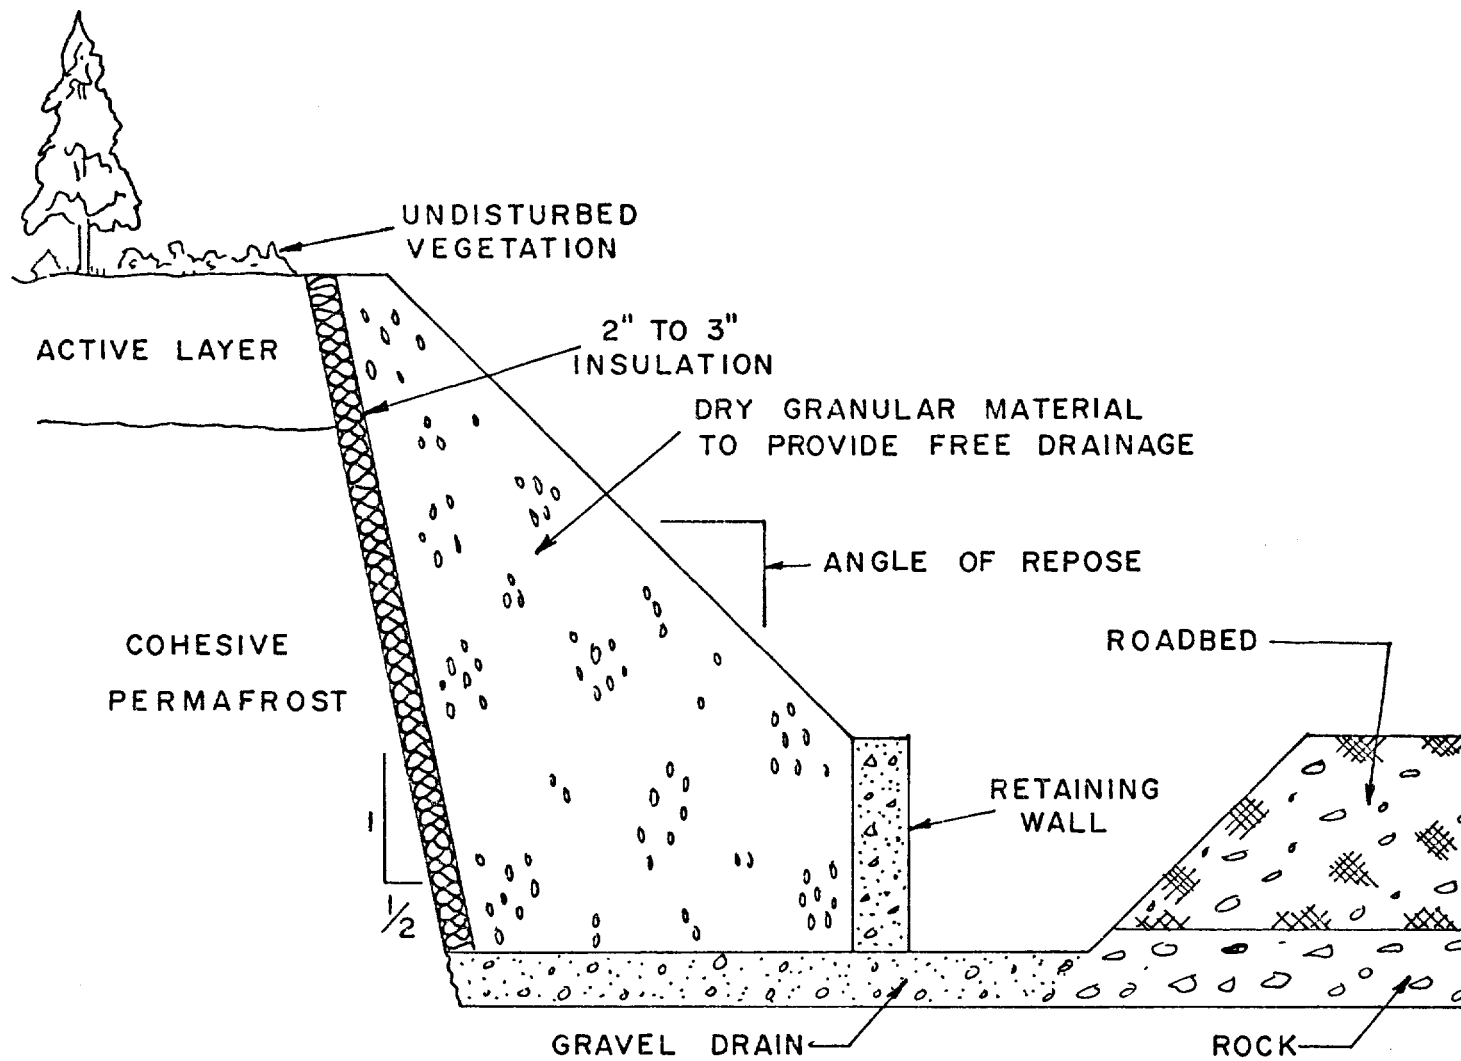 UNDISTURBED
VEGETATION
ACTIVE LAYER
2" TO 3"
INSULATION
DRY GRANULAR MATERIAL
TO PROVIDE FREE DRAINAGE
ANGLE OF REPOSE
COHESIVE
PERMAFROST
ROADBED
RETAINING
WALL
1
1/2
GRAVEL DRAIN
ROCK